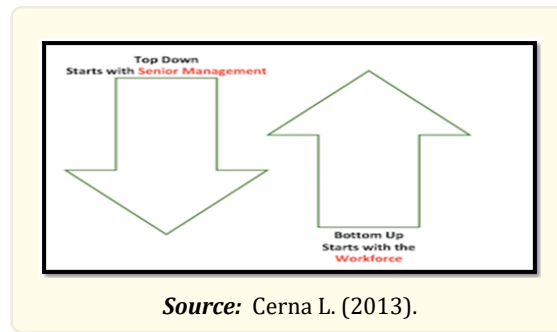 Top Down
Starts with Senior Management
Bottom Up
Starts with the
Workforce
Source: Cerna L. (2013).